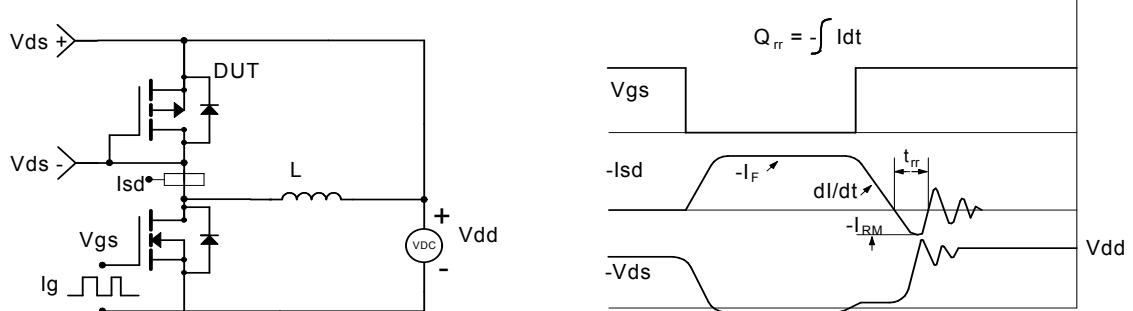 Vds +
DUT
Vds -
Isd
L
Vgs
Ig
+
VDC
-
Vdd
Q rr = - ∫ Idt
Vgs
-Isd
-I F
dI/dt
t rr
-I RM
-Vds
Vdd